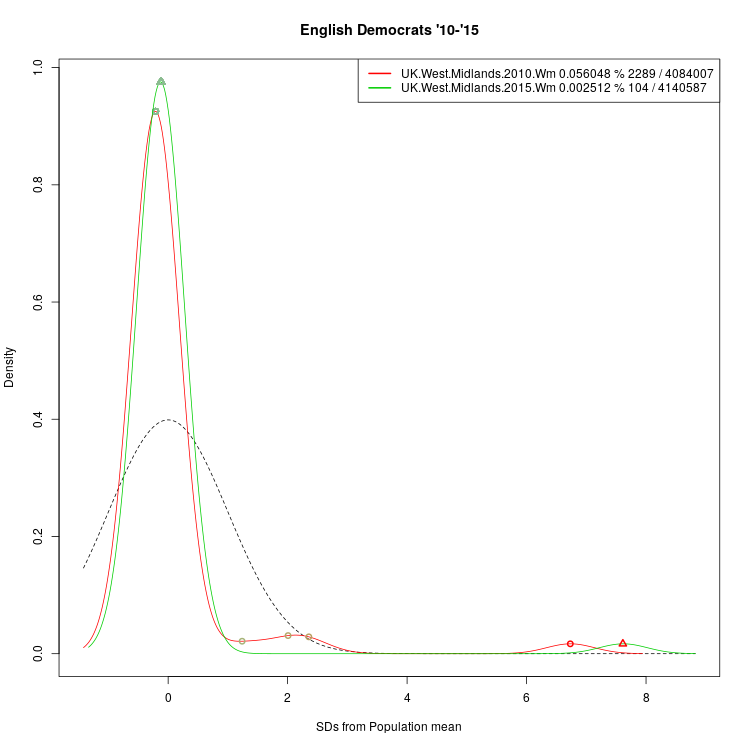 English Democrats '10-'15
UK.West.Midlands.2010.Wm 0.056048 % 2289 / 4084007
UK.West.Midlands.2015.Wm 0.002512 % 104 / 4140587
Density
1.0
0.8
0.6
0.4
0.2
0.0
0 2 4 6 8
SDs from Population mean